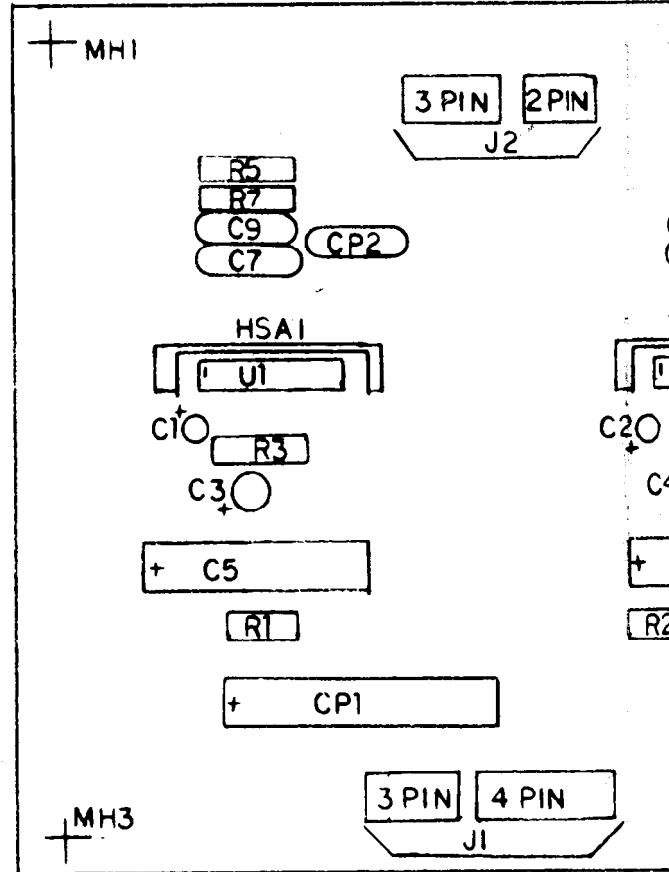 MH1
3 PIN 2 PIN
J2
R5
R7
C9
CP2
C7
HSA1
U1
C1
C2
R3
C3
C4
+ C5
+
R1
R2
+ CP1
3 PIN 4 PIN
MH3
J1